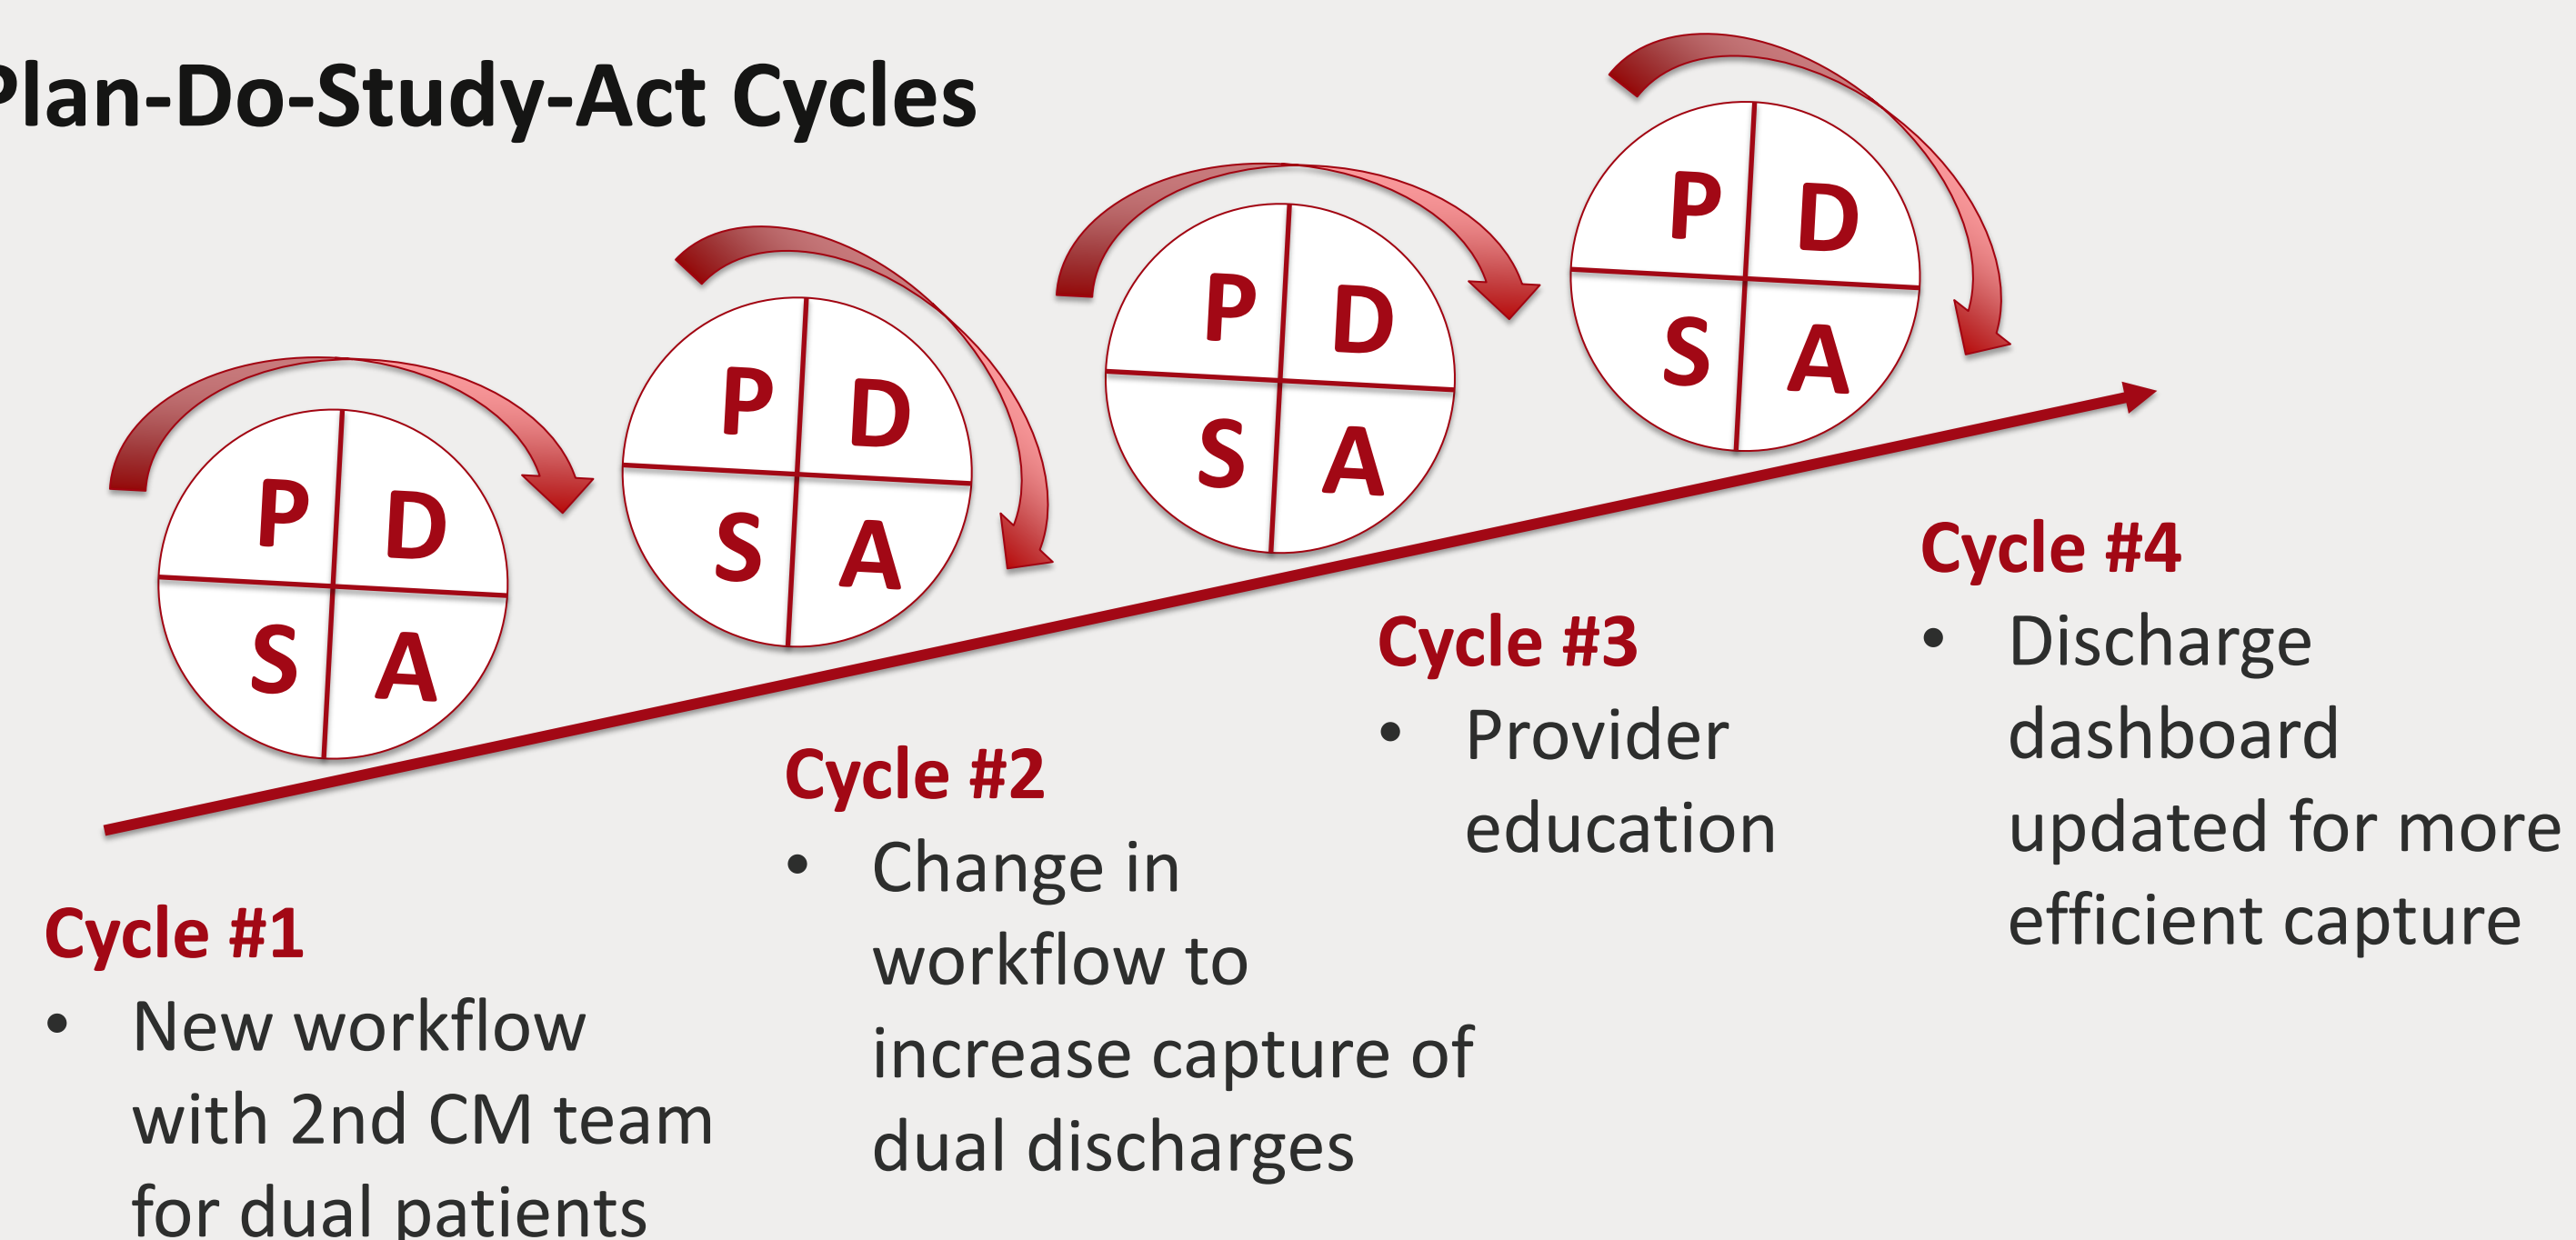 Plan-Do-Study-Act Cycles
P D
S A
P D
S A
P D
S A
P D
S A
Cycle #1
• New workflow
with 2nd CM team
for dual patients
Cycle #2
• Change in
workflow to
increase capture of
dual discharges
Cycle #3
• Provider
education
Cycle #4
• Discharge
dashboard
updated for more
efficient capture